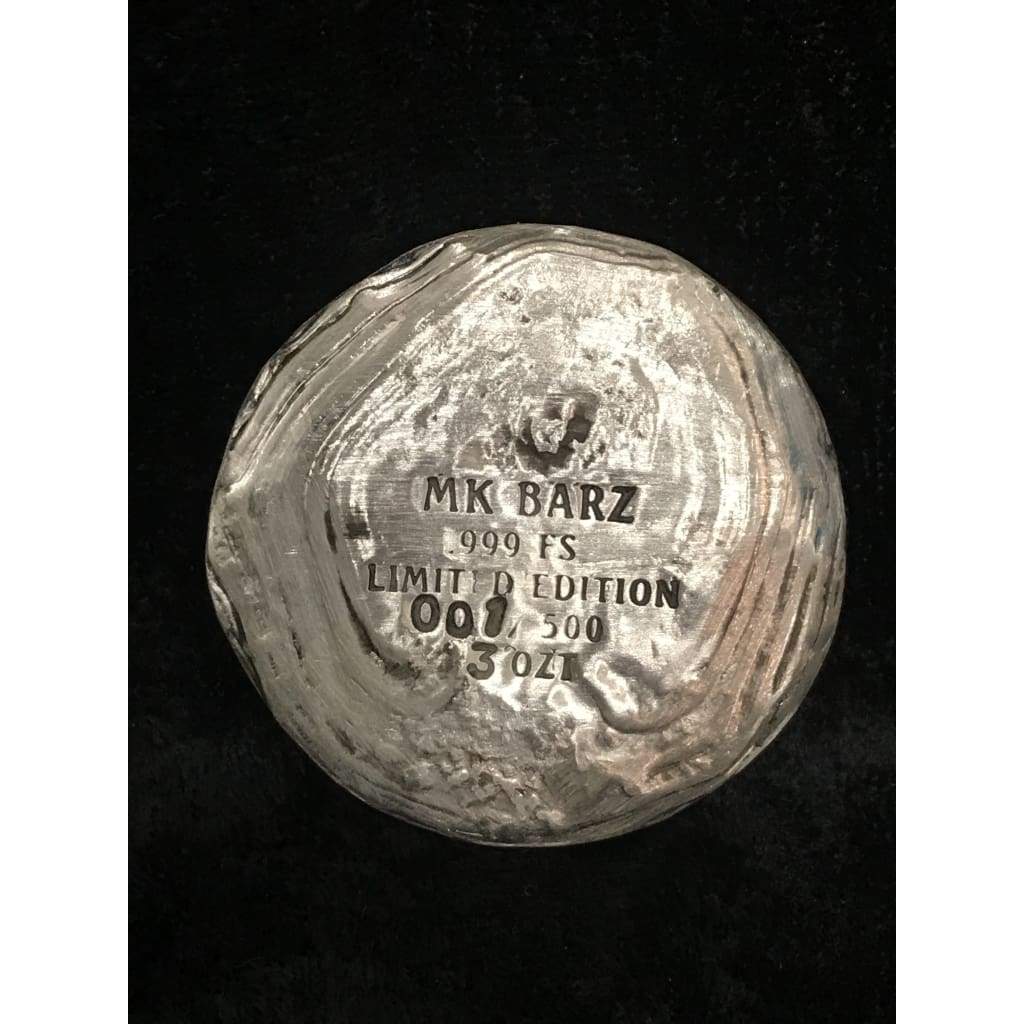 MK BARZ
.999 FS
LIMITED EDITION
001/500
3 OZT